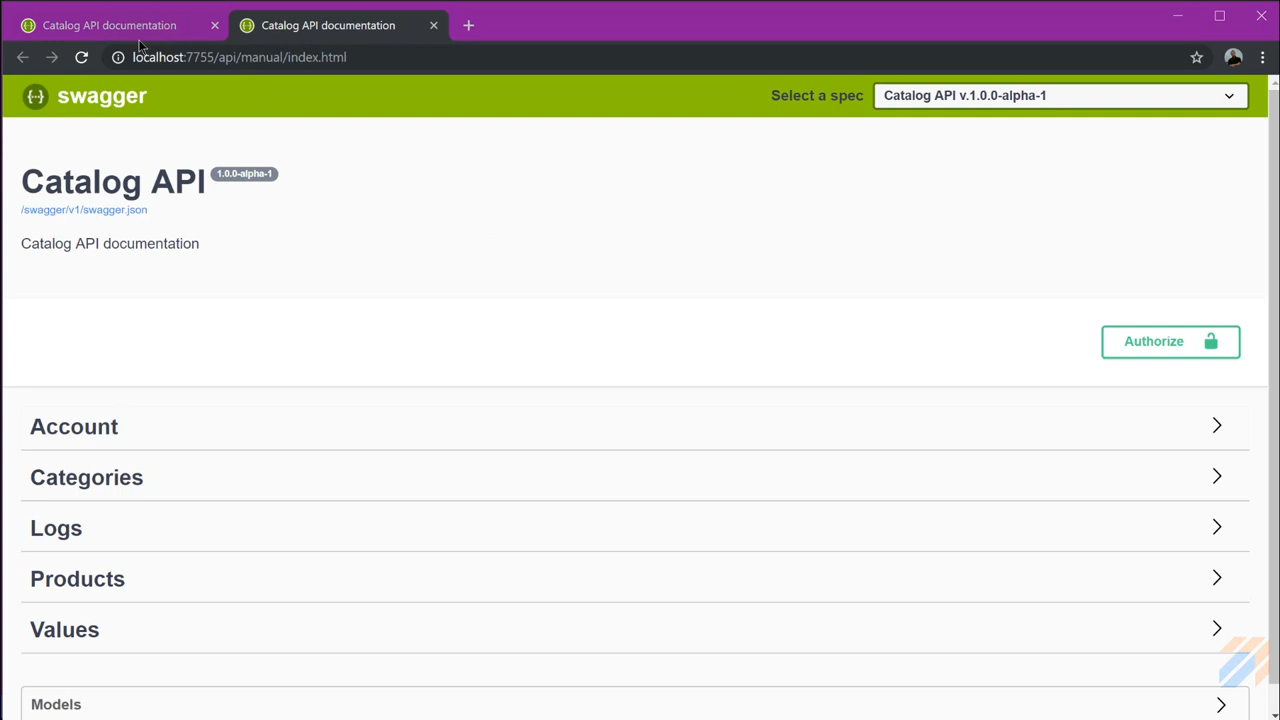 Catalog API documentation
Catalog API documentation
localhost:7755/api/manual/index.html
{··} swagger
Select a spec
Catalog API v.1.0.0-alpha-1
Catalog API 1.0.0-alpha-1
/swagger/v1/swagger.json
Catalog API documentation
Authorize
Account
Categories
Logs
Products
Values
Models